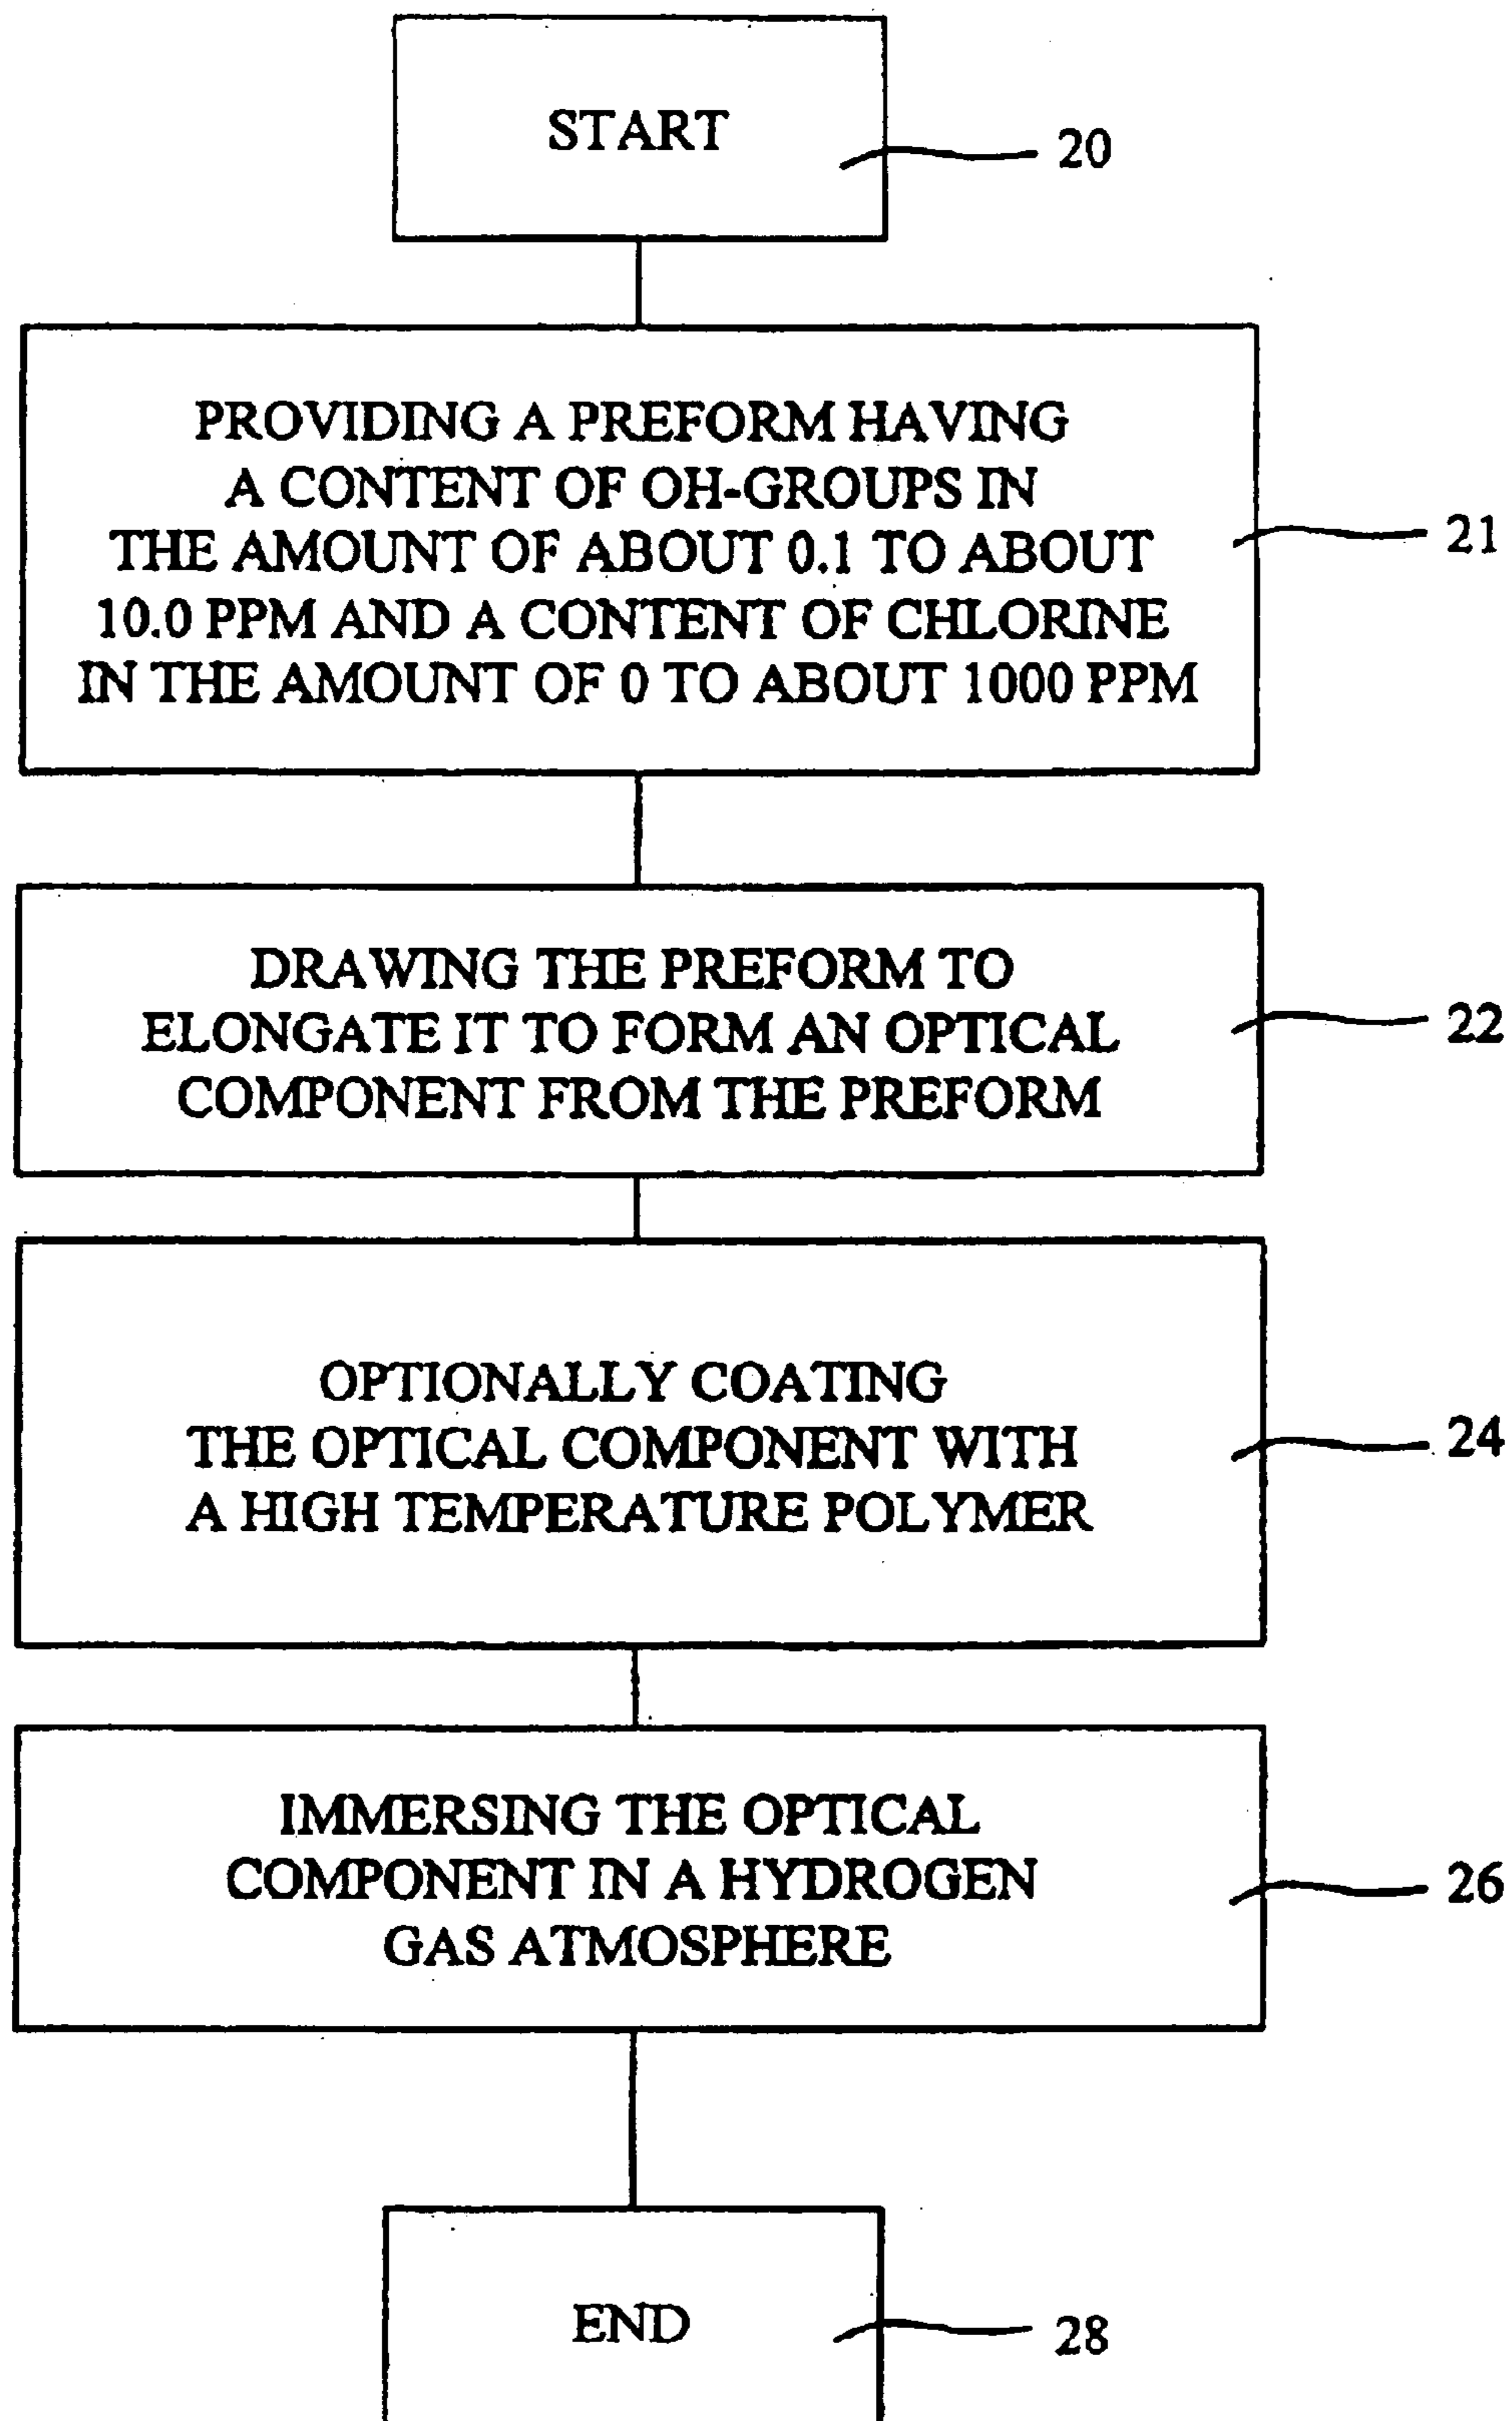 START
20
PROVIDING A PREFORM HAVING
A CONTENT OF OH-GROUPS IN
THE AMOUNT OF ABOUT 0.1 TO ABOUT
10.0 PPM AND A CONTENT OF CHLORINE
IN THE AMOUNT OF 0 TO ABOUT 1000 PPM
21
DRAWING THE PREFORM TO
ELONGATE IT TO FORM AN OPTICAL
COMPONENT FROM THE PREFORM
22
OPTIONALLY COATING
THE OPTICAL COMPONENT WITH
A HIGH TEMPERATURE POLYMER
24
IMMERSING THE OPTICAL
COMPONENT IN A HYDROGEN
GAS ATMOSPHERE
26
END
28